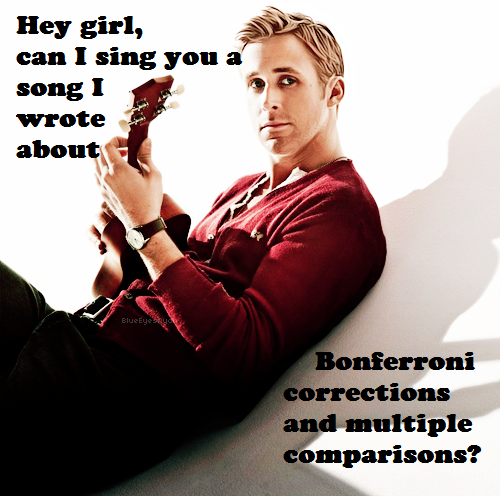 Hey girl,
can I sing you a
song I
wrote
about
Bonferroni
corrections
and multiple
comparisons?